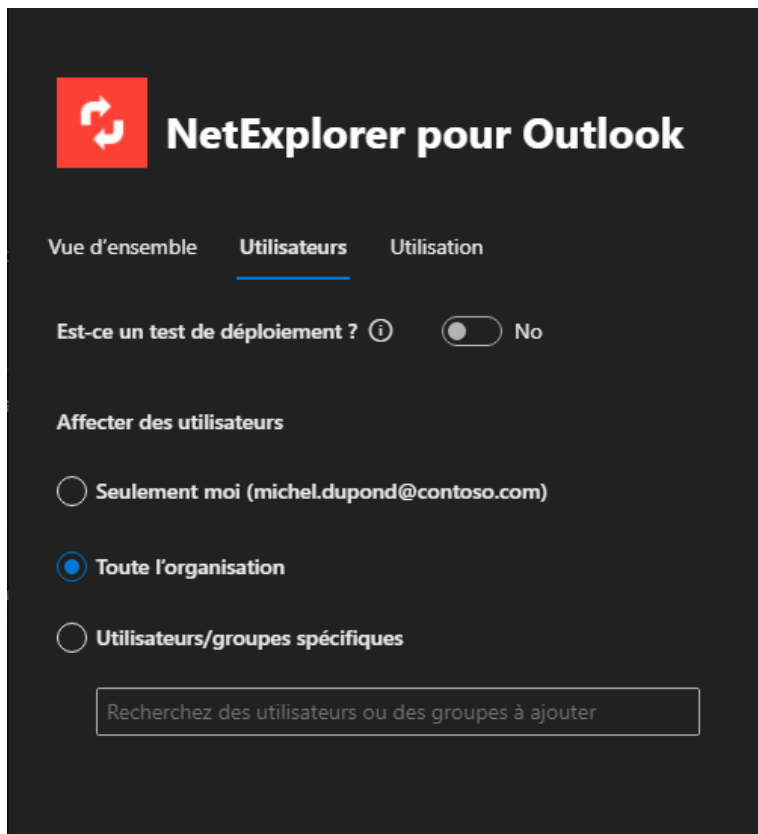 NetExplorer pour Outlook
Vue d'ensemble Utilisateurs Utilisation
Est-ce un test de déploiement ? No
Affecter des utilisateurs
Seulement moi (michel.dupond@contoso.com)
Toute l'organisation
Utilisateurs/groupes spécifiques
Recherchez des utilisateurs ou des groupes à ajouter